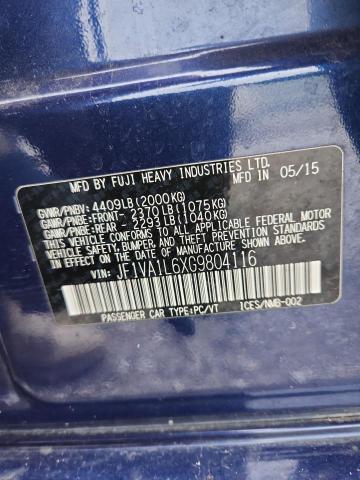 MFD BY FUJI HEAVY INDUSTRIES LTD. 05/15
GVWR/PNBV: 4409LB(2000KG)
GAWR/PNBE:FRONT- 2370LB(1075KG)
GAWR/PNBE:REAR - 2293LB(1040KG)
THIS VEHICLE CONFORMS TO ALL APPLICABLE FEDERAL MOTOR
VEHICLE SAFETY, BUMPER, AND THEFT PREVENTION STANDARDS
IN EFFECT ON THE DATE OF MANUFACTURE SHOWN ABOVE.
VIN: JF1VA1L6XG9804116
PASSENGER CAR TYPE:PC/VT ICES/NMB-002